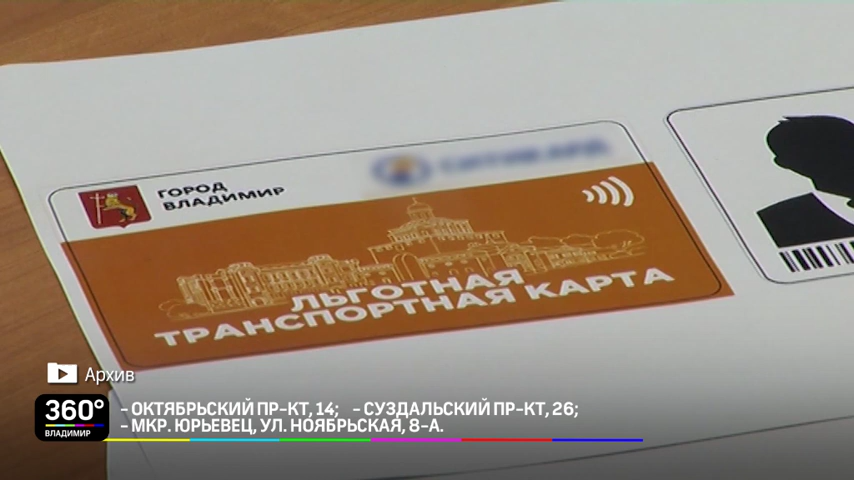 ГОРОД
ВЛАДИМИР
ЛЬГОТНАЯ
ТРАНСПОРТНАЯ КАРТА
Архив
360°
ВЛАДИМИР
– ОКТЯБРЬСКИЙ ПР-КТ, 14; – СУЗДАЛЬСКИЙ ПР-КТ, 26;
– МКР. ЮРЬЕВЕЦ, УЛ. НОЯБРЬСКАЯ, 8-А.